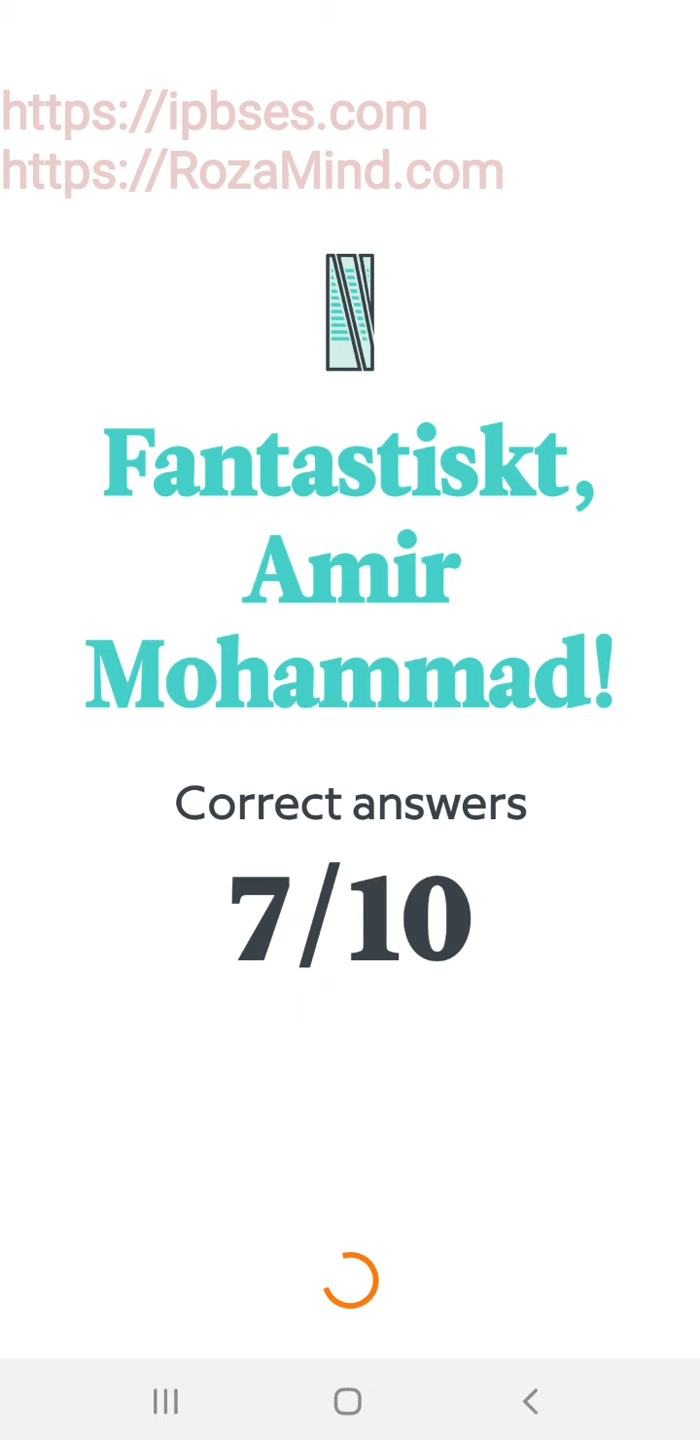 https://ipbses.com
https://RozaMind.com
Fantastiskt,
Amir
Mohammad!
Correct answers
7/10